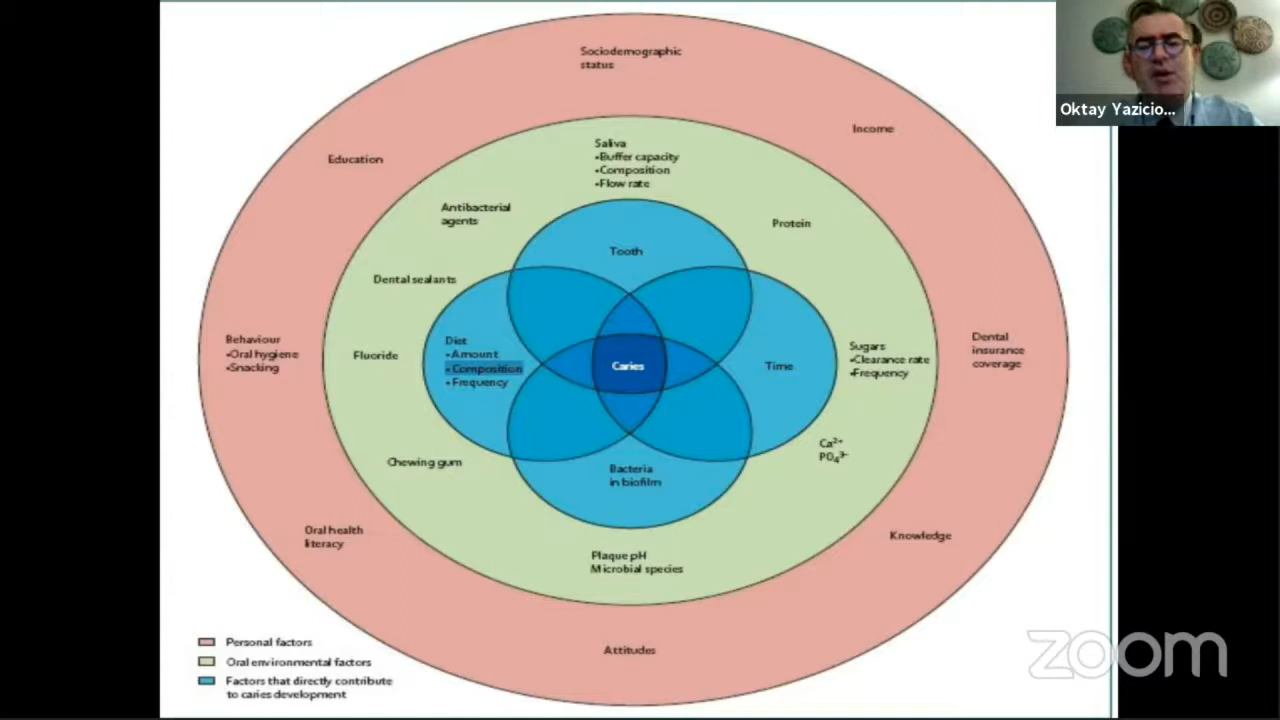 Sociodemographic
status
Income
Education
Saliva
•Buffer capacity
•Composition
•Flow rate
Antibacterial
agents
Protein
Tooth
Dental sealants
Behaviour
•Oral hygiene
•Snacking
Fluoride
Diet
• Amount
• Composition
• Frequency
Caries
Time
Sugars
•Clearance rate
•Frequency
Dental
insurance
coverage
Ca²⁺
PO₄³⁻
Chewing gum
Bacteria
in biofilm
Oral health
literacy
Knowledge
Plaque pH
Microbial species
Attitudes
Personal factors
Oral environmental factors
Factors that directly contribute
to caries development
Oktay Yazicio...
zoom